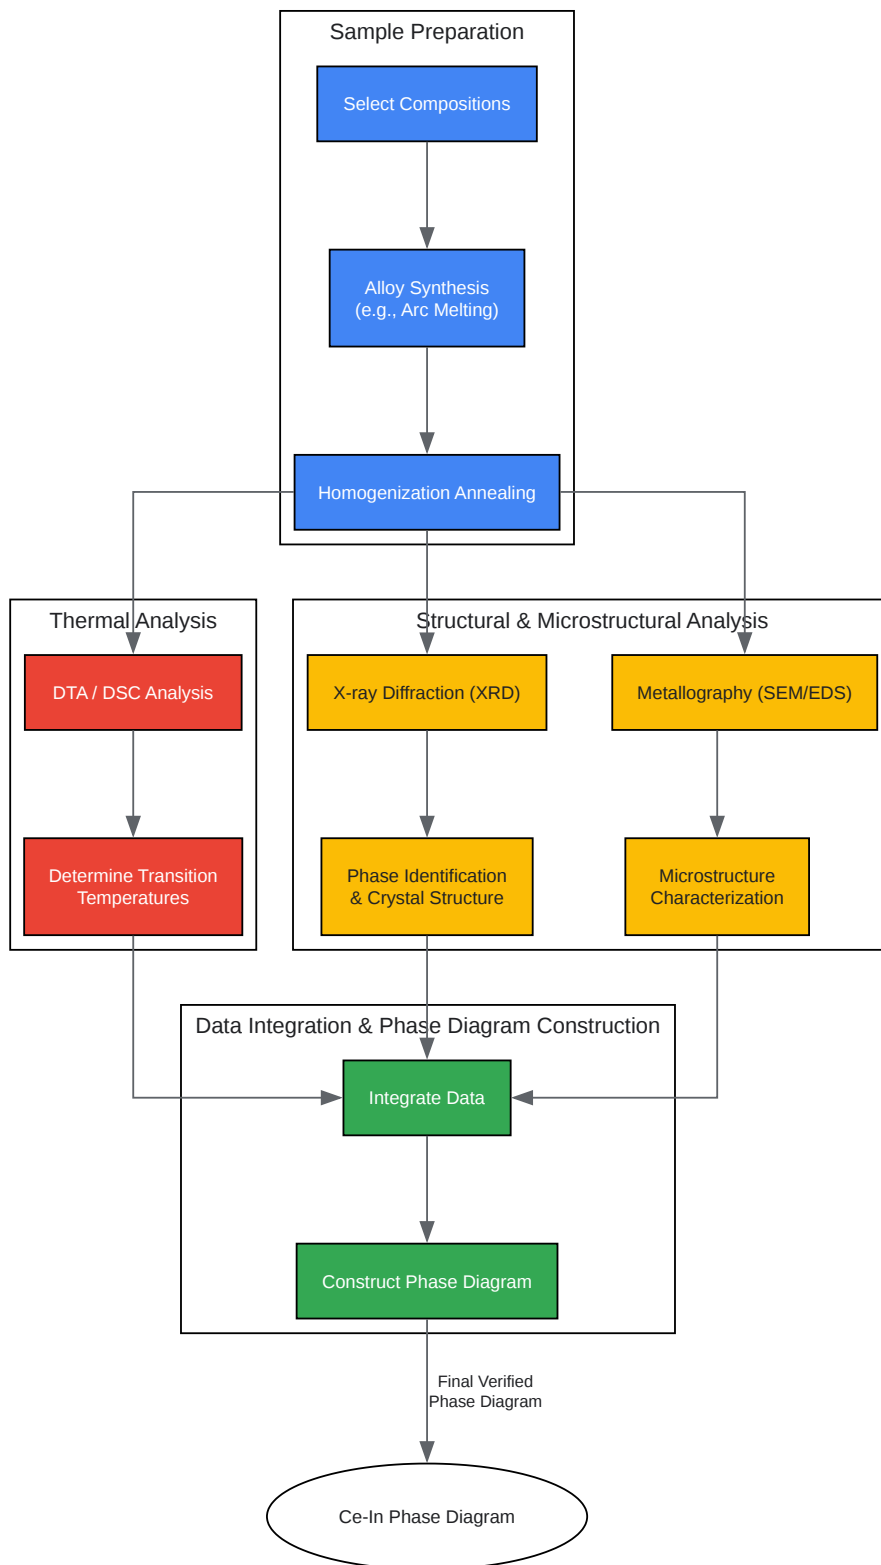 Sample Preparation
Select Compositions
Alloy Synthesis
(e.g., Arc Melting)
Homogenization Annealing
Thermal Analysis
Structural & Microstructural Analysis
DTA / DSC Analysis
X-ray Diffraction (XRD)
Metallography (SEM/EDS)
Determine Transition
Temperatures
Phase Identification
& Crystal Structure
Microstructure
Characterization
Data Integration & Phase Diagram Construction
Integrate Data
Construct Phase Diagram
Final Verified
Phase Diagram
Ce-In Phase Diagram